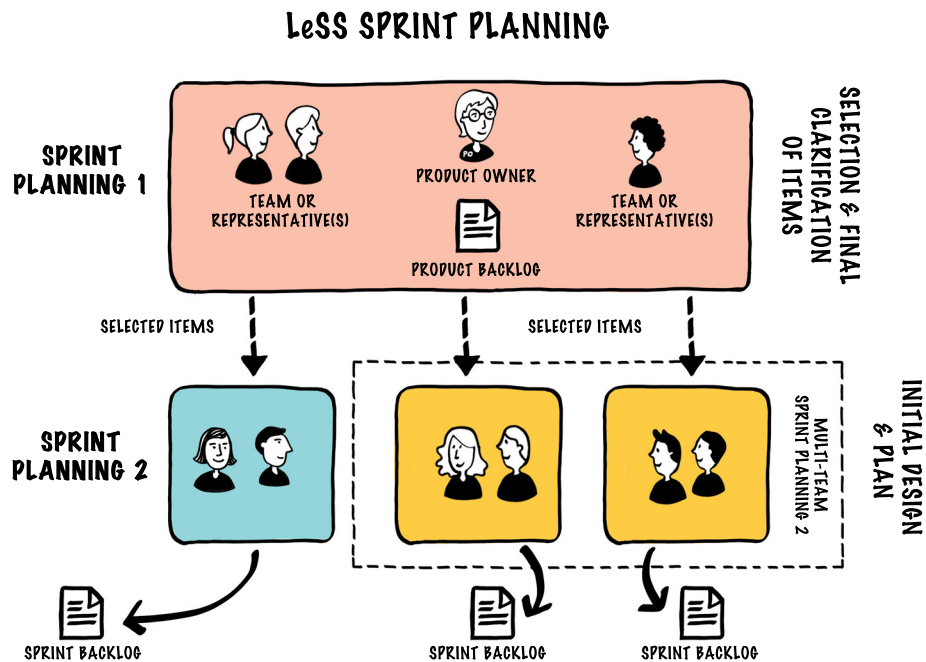 LeSS SPRINT PLANNING
SPRINT
PLANNING 1
TEAM OR
REPRESENTATIVE(S)
PO
PRODUCT OWNER
PRODUCT BACKLOG
TEAM OR
REPRESENTATIVE(S)
SELECTION & FINAL
CLARIFICATION
OF ITEMS
SELECTED ITEMS
SELECTED ITEMS
SPRINT
PLANNING 2
MULTI-TEAM
SPRINT PLANNING 2
INITIAL DESIGN
& PLAN
SPRINT BACKLOG
SPRINT BACKLOG
SPRINT BACKLOG